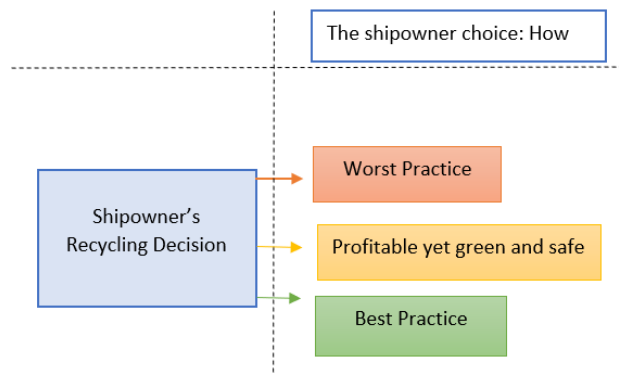 The shipowner choice: How
Worst Practice
Shipowner’s
Recycling Decision
Profitable yet green and safe
Best Practice